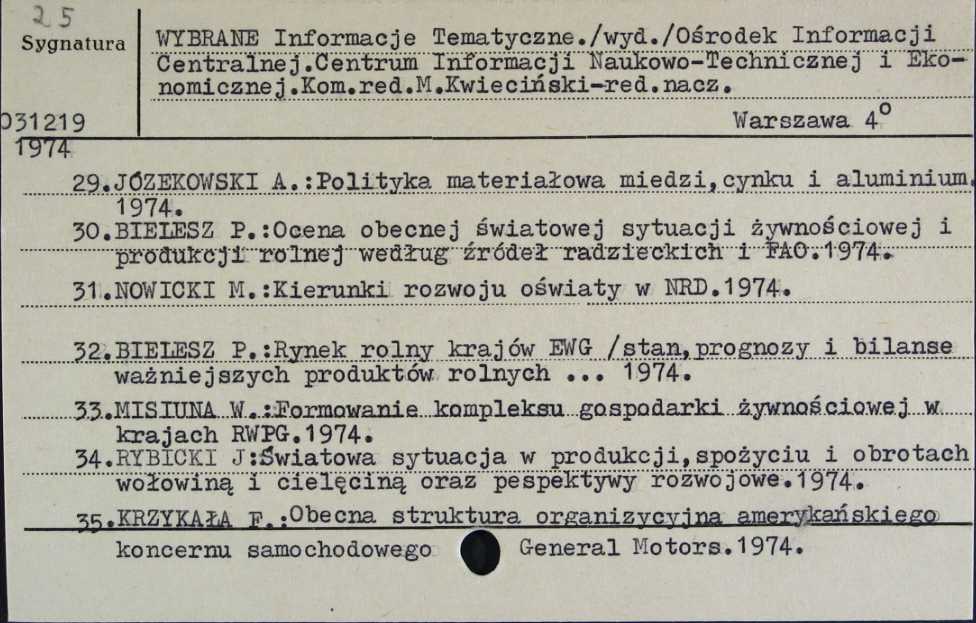 25
Sygnatura
WYBRANE Informacje Tematyczne./wyd./Ośrodek Informacji
Centralnej.Centrum Informacji Naukowo-Technicznej i Eko-
nomicznej.Kom.red.M.Kwieciński-red.nacz.
031219
Warszawa 4°
1974
29.JÓZEKOWSKI A.:Polityka materiałowa miedzi,cynku i aluminium.
1974.
30.BIELESZ P.:Ocena obecnej światowej sytuacji żywnościowej i
produkcji rolnej według źródeł radzieckich i FAO.1974.
31.NOWICKI M.:Kierunki rozwoju oświaty w NRD.1974.
32.BIELESZ P.:Rynek rolny krajów EWG /stan,prognozy i bilanse
ważniejszych produktów rolnych ... 1974.
33.MISIUNA W.:Formowanie kompleksu gospodarki żywnościowej w
krajach RWPG.1974.
34.RYBICKI J:Światowa sytuacja w produkcji,spożyciu i obrotach
wołowiną i cielęciną oraz pespektywy rozwojowe.1974.
35.KRZYKAŁA F.:Obecna struktura organizycyjna amerykańskiego
koncernu samochodowego General Motors.1974.